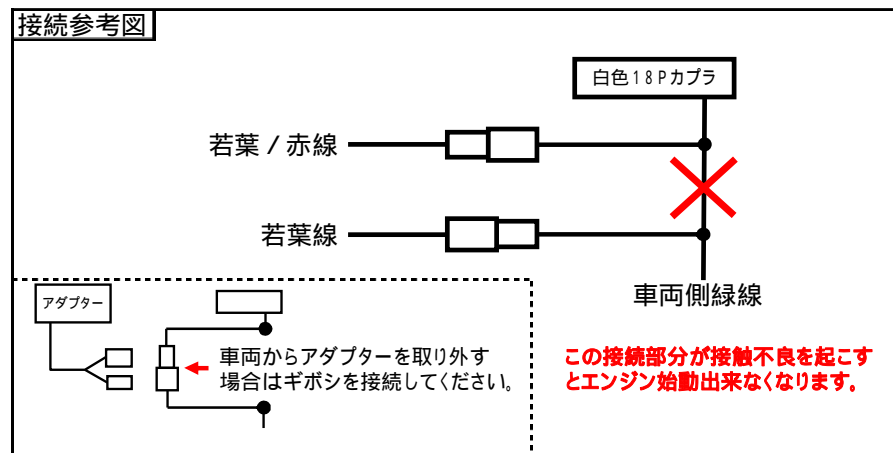 接続参考図
白色18Pカプラ
若葉/赤線
若葉線
車両側緑線
アダプター
車両からアダプターを取り外す
場合はギボシを接続してください。
この接続部分が接触不良を起こす
とエンジン始動出来なくなります。